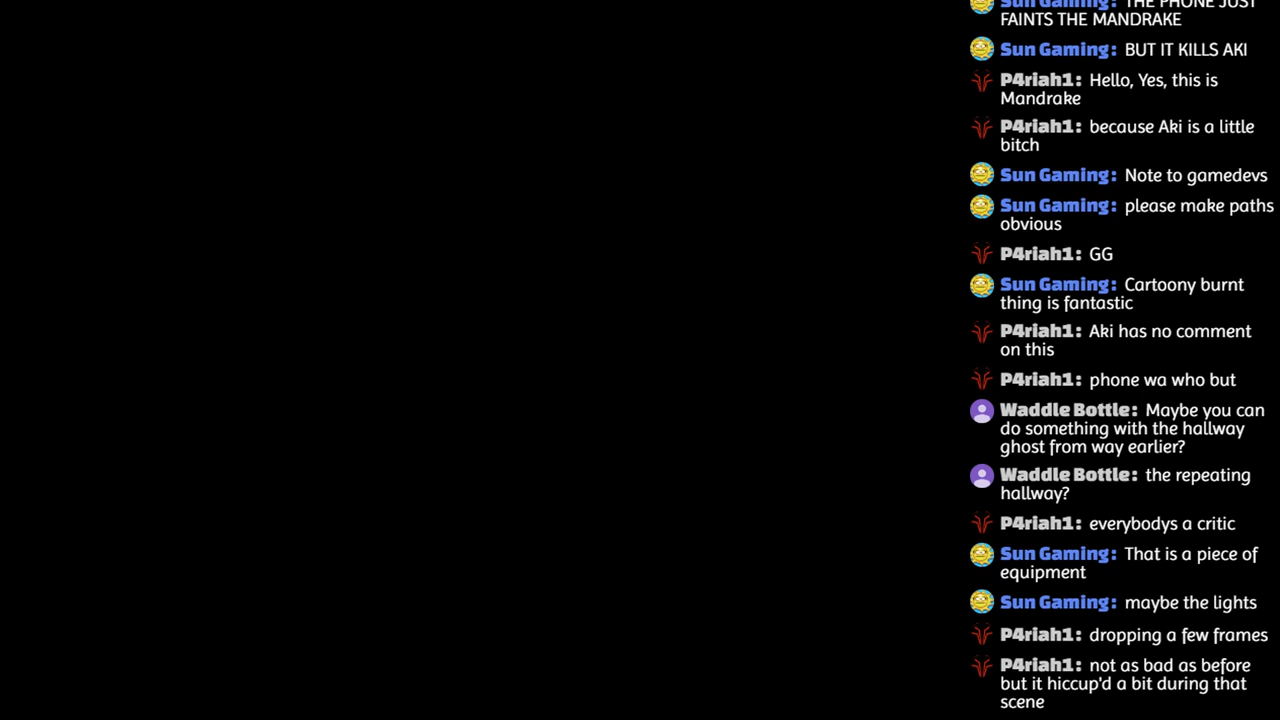 Sun Gaming: THE PHONE JUST
FAINTS THE MANDRAKE
Sun Gaming: BUT IT KILLS AKI
P4riah1: Hello, Yes, this is
Mandrake
P4riah1: because Aki is a little
bitch
Sun Gaming: Note to gamedevs
Sun Gaming: please make paths
obvious
P4riah1: GG
Sun Gaming: Cartoony burnt
thing is fantastic
P4riah1: Aki has no comment
on this
P4riah1: phone wa who but
Waddle Bottle: Maybe you can
do something with the hallway
ghost from way earlier?
Waddle Bottle: the repeating
hallway?
P4riah1: everybodys a critic
Sun Gaming: That is a piece of
equipment
Sun Gaming: maybe the lights
P4riah1: dropping a few frames
P4riah1: not as bad as before
but it hiccup'd a bit during that
scene